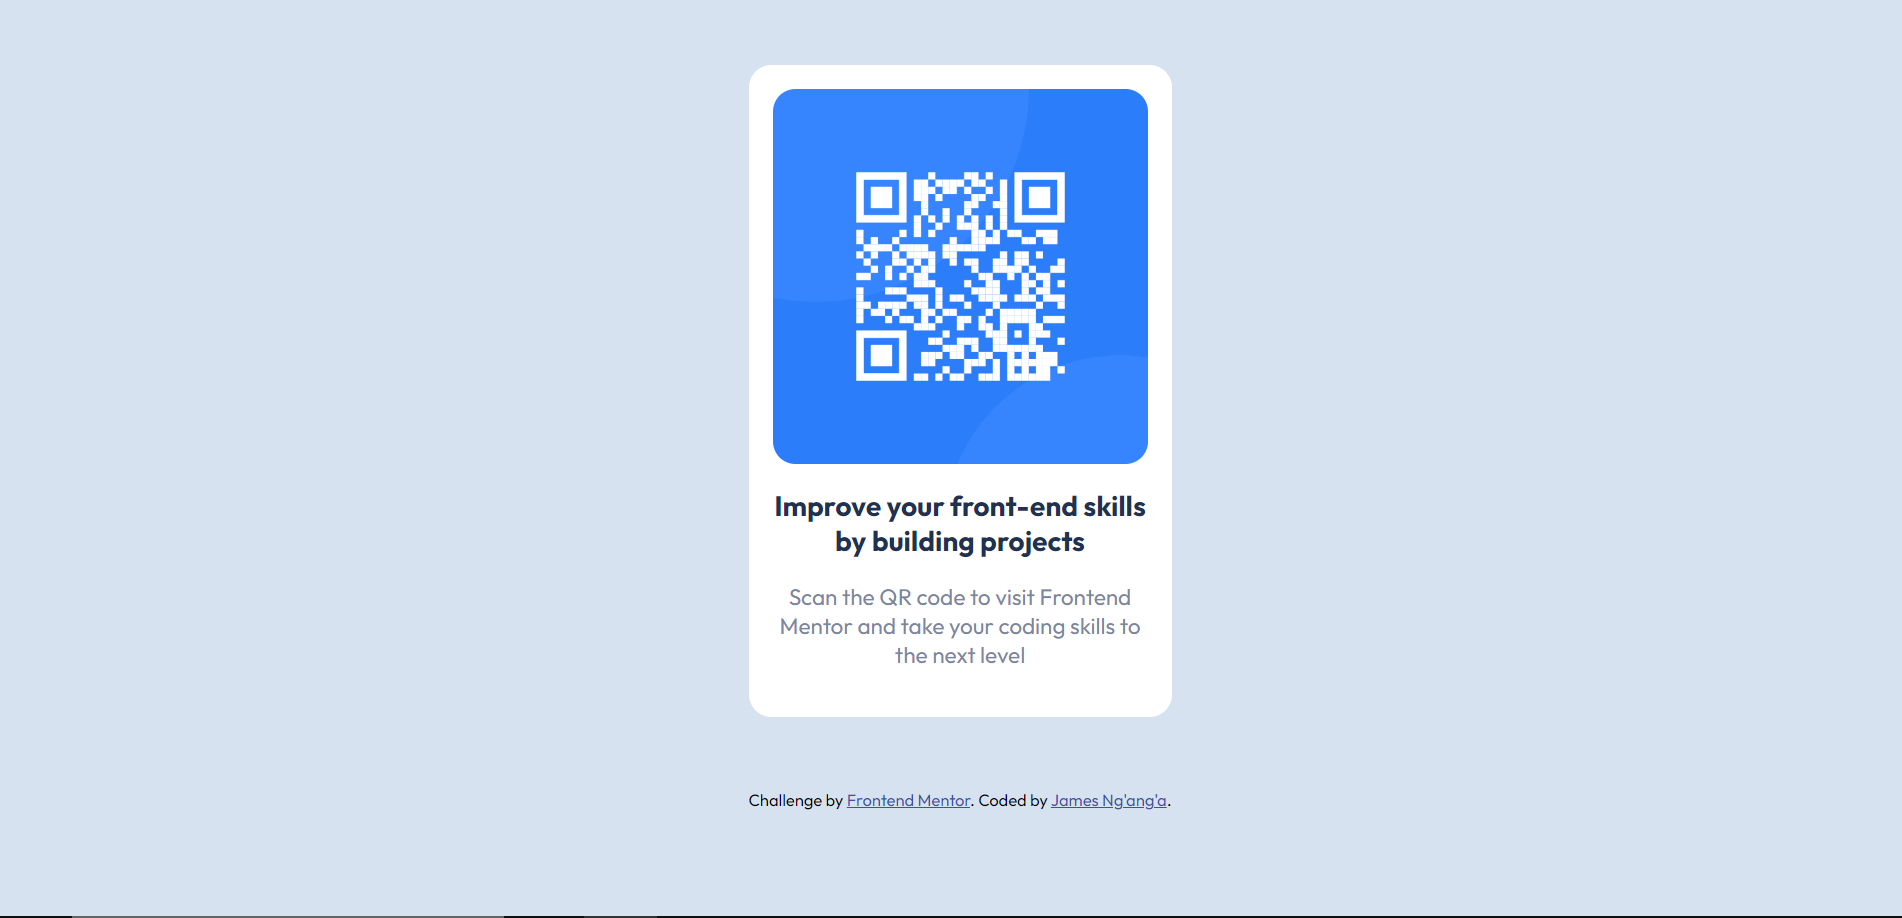 Improve your front-end skills
by building projects
Scan the QR code to visit Frontend
Mentor and take your coding skills to
the next level
Challenge by Frontend Mentor. Coded by James Ng'ang'a.